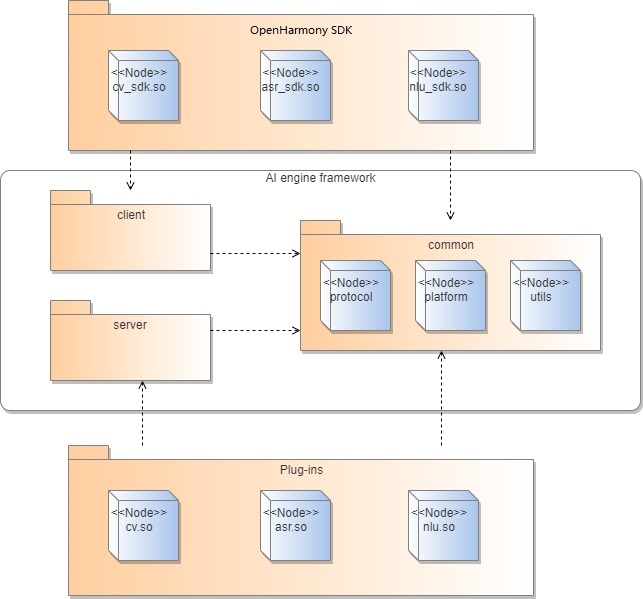 OpenHarmony SDK
<<Node>>
cv_sdk.so
<<Node>>
asr_sdk.so
<<Node>>
nlu_sdk.so
AI engine framework
client
common
<<Node>>
protocol
<<Node>>
platform
<<Node>>
utils
server
Plug-ins
<<Node>>
cv.so
<<Node>>
asr.so
<<Node>>
nlu.so